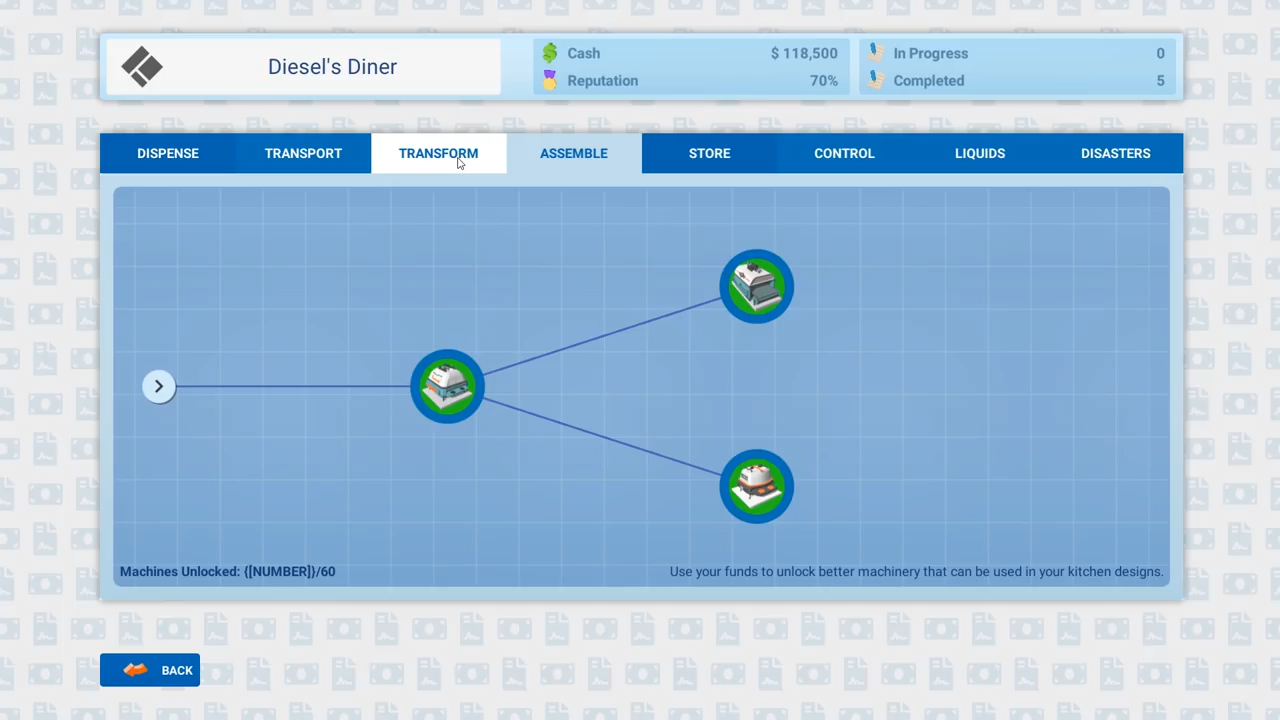 Diesel's Diner
Cash $ 118,500
Reputation 70%
In Progress 0
Completed 5
DISPENSE TRANSPORT TRANSFORM ASSEMBLE STORE CONTROL LIQUIDS DISASTERS
Machines Unlocked: {[NUMBER]}/60
Use your funds to unlock better machinery that can be used in your kitchen designs.
BACK